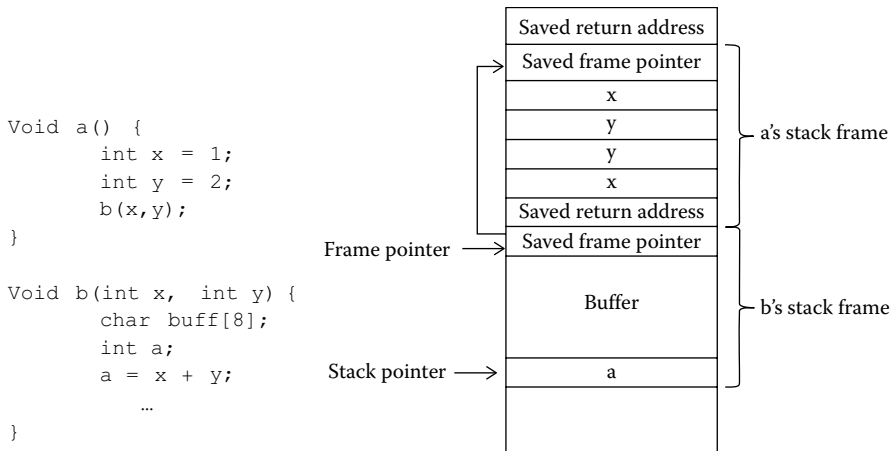 Void a() {
int x = 1;
int y = 2;
b(x,y);
}
Void b(int x, int y) {
char buff[8];
int a;
a = x + y;
…
}
Saved return address
Saved frame pointer
x
y
y
x
Saved return address
Saved frame pointer
Buffer
a
Frame pointer
Stack pointer
a's stack frame
b's stack frame